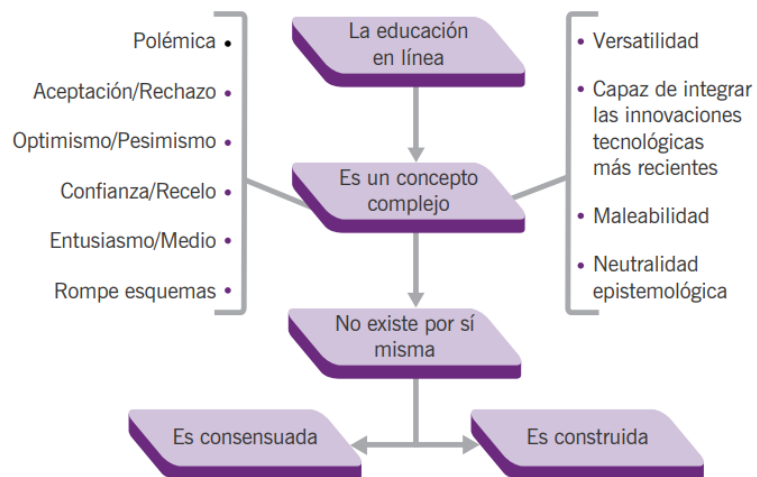 Polémica •
Aceptación/Rechazo •
Optimismo/Pesimismo •
Confianza/Recelo •
Entusiasmo/Medio •
Rompe esquemas •
La educación
en línea
Es un concepto
complejo
No existe por sí
misma
Es consensuada
Es construida
• Versatilidad
• Capaz de integrar
las innovaciones
tecnológicas
más recientes
• Maleabilidad
• Neutralidad
epistemológica